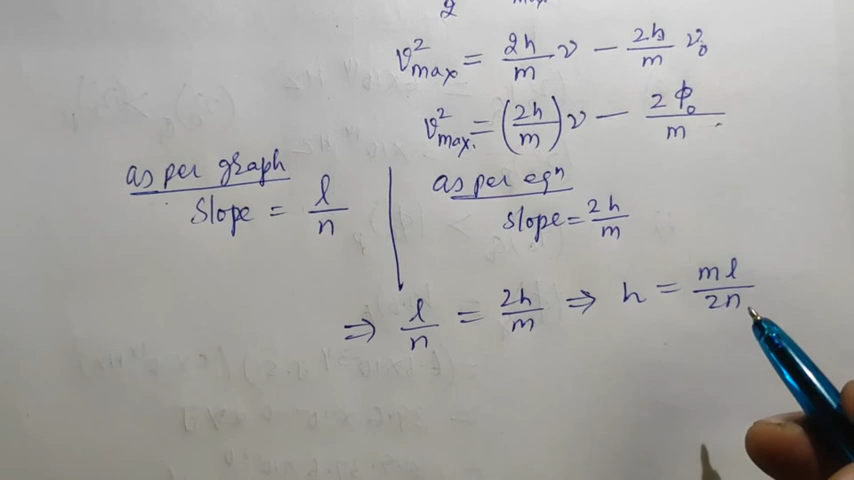 2
v²max = 2h/m ν − 2h/m ν₀
v²max. = (2h/m) ν − 2ϕ₀/m
as per graph
Slope = l/n
as per eqⁿ
Slope = 2h/m
⇒ l/n = 2h/m ⇒ h = ml/2n